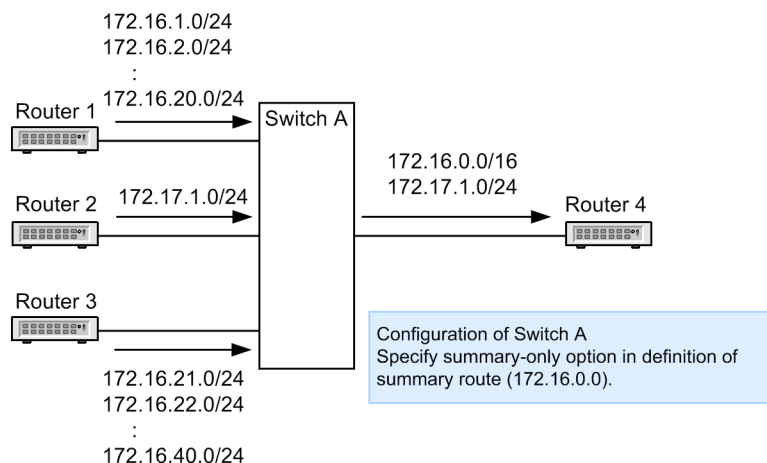 172.16.1.0/24
172.16.2.0/24
:
172.16.20.0/24
Router 1
Switch A
172.16.0.0/16
172.17.1.0/24
Router 2
172.17.1.0/24
Router 4
Router 3
Configuration of Switch A
Specify summary-only option in definition of
summary route (172.16.0.0).
172.16.21.0/24
172.16.22.0/24
:
172.16.40.0/24